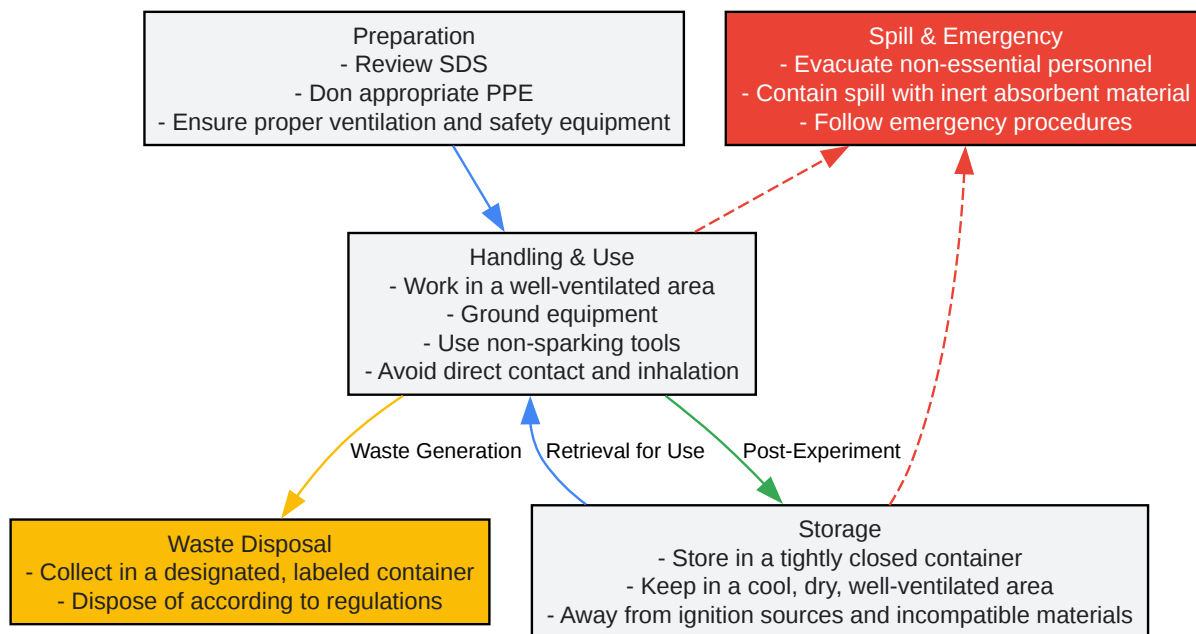 Preparation
- Review SDS
- Don appropriate PPE
- Ensure proper ventilation and safety equipment
Spill & Emergency
- Evacuate non-essential personnel
- Contain spill with inert absorbent material
- Follow emergency procedures
Handling & Use
- Work in a well-ventilated area
- Ground equipment
- Use non-sparking tools
- Avoid direct contact and inhalation
Waste Generation
Retrieval for Use
Post-Experiment
Waste Disposal
- Collect in a designated, labeled container
- Dispose of according to regulations
Storage
- Store in a tightly closed container
- Keep in a cool, dry, well-ventilated area
- Away from ignition sources and incompatible materials